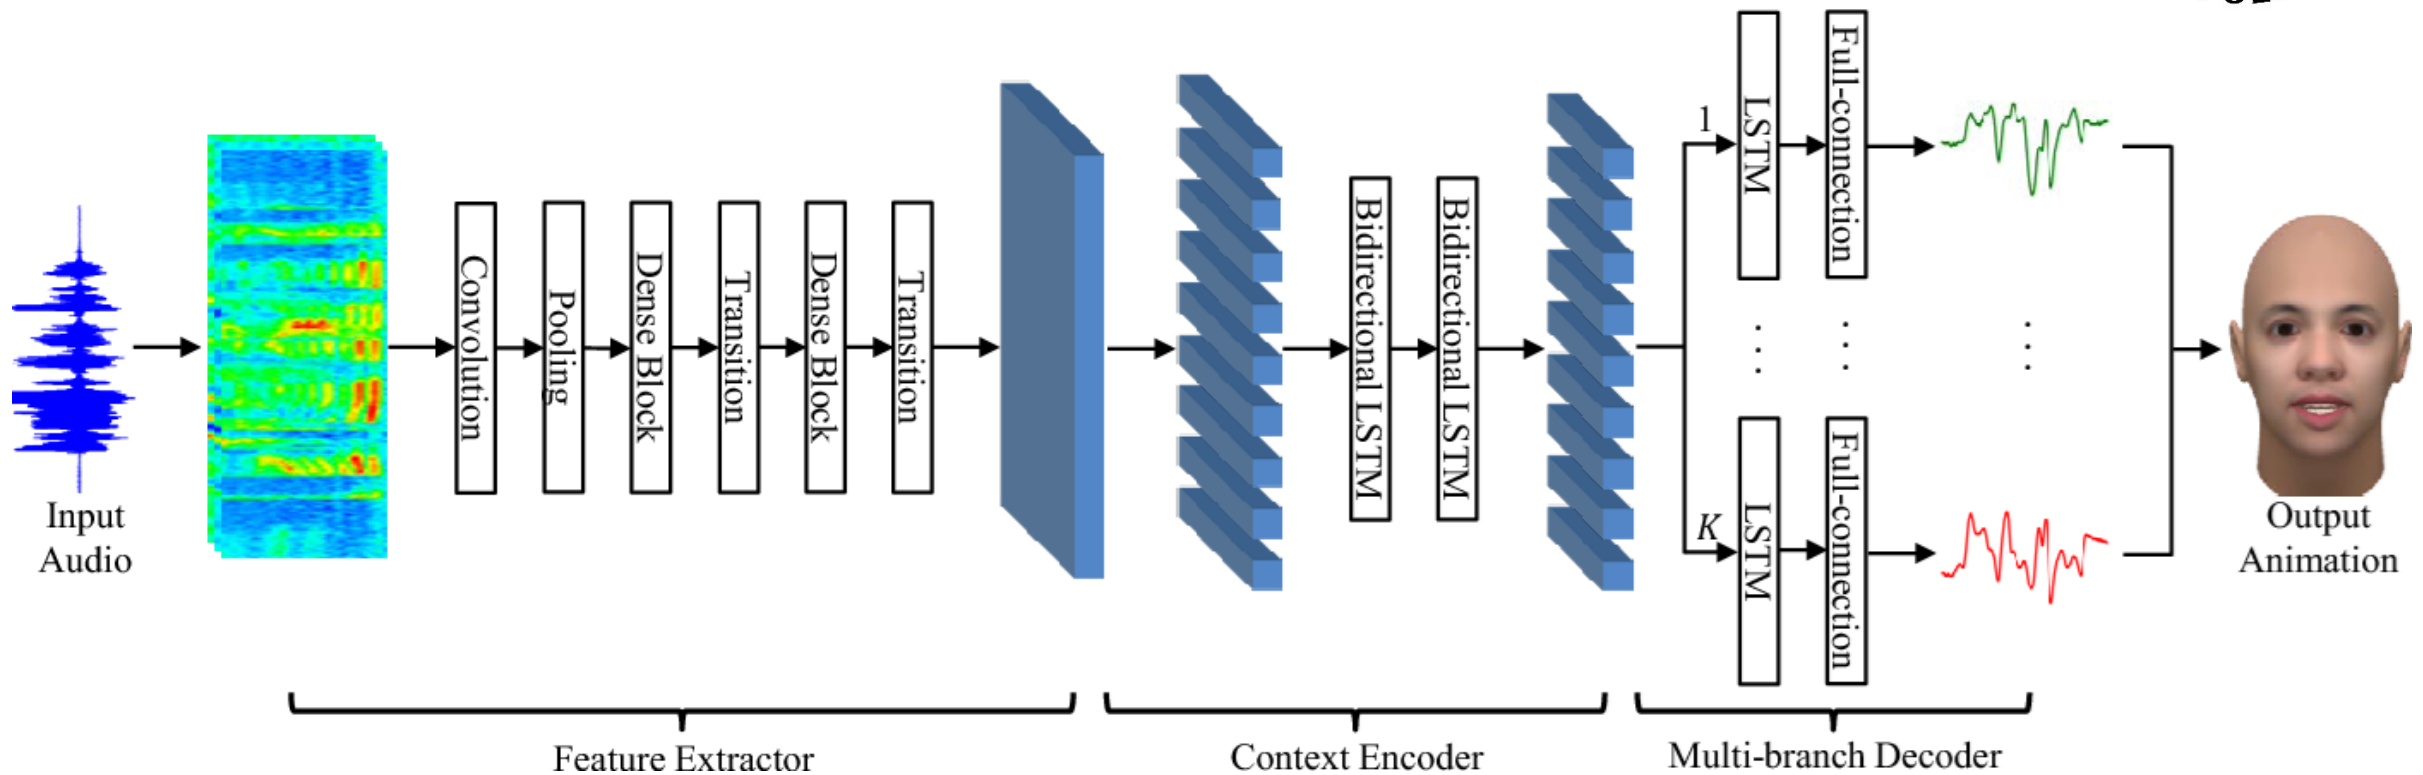 Input
Audio
Convolution
Pooling
Dense Block
Transition
Dense Block
Transition
Bidirectional LSTM
Bidirectional LSTM
1
LSTM
Full-connection
K
LSTM
Full-connection
Output
Animation
Feature Extractor
Context Encoder
Multi-branch Decoder